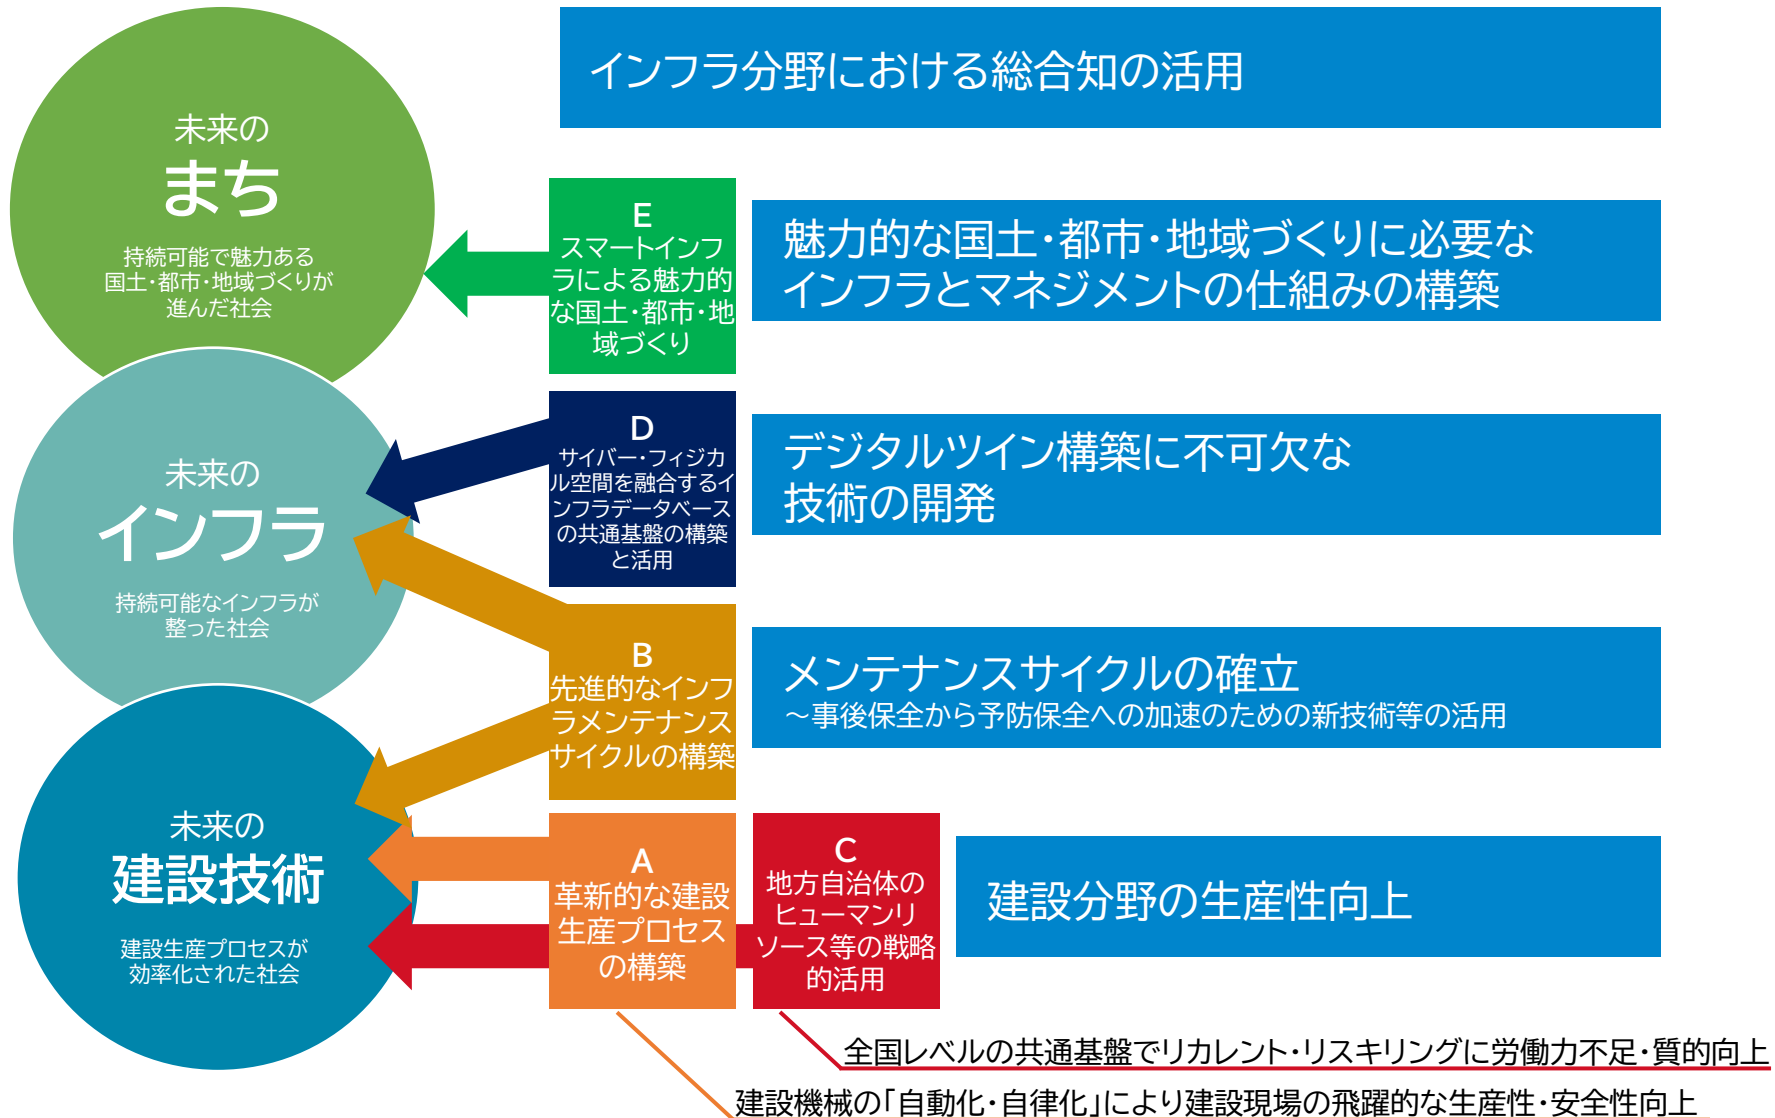 インフラ分野における総合知の活用
未来の
まち
持続可能で魅力ある
国土・都市・地域づくりが
進んだ社会
E
スマートインフ
ラによる魅力的
な国土・都市・地
域づくり
魅力的な国土・都市・地域づくりに必要な
インフラとマネジメントの仕組みの構築
未来の
インフラ
持続可能なインフラが
整った社会
D
サイバー・フィジカ
ル空間を融合するイ
ンフラデータベース
の共通基盤の構築
と活用
デジタルツイン構築に不可欠な
技術の開発
B
先進的なインフ
ラメンテナンス
サイクルの構築
メンテナンスサイクルの確立
～事後保全から予防保全への加速のための新技術等の活用
未来の
建設技術
建設生産プロセスが
効率化された社会
A
革新的な建設
生産プロセス
の構築
C
地方自治体の
ヒューマンリ
ソース等の戦略
的活用
建設分野の生産性向上
全国レベルの共通基盤でリカレント・リスキリングに労働力不足・質的向上
建設機械の「自動化・自律化」により建設現場の飛躍的な生産性・安全性向上